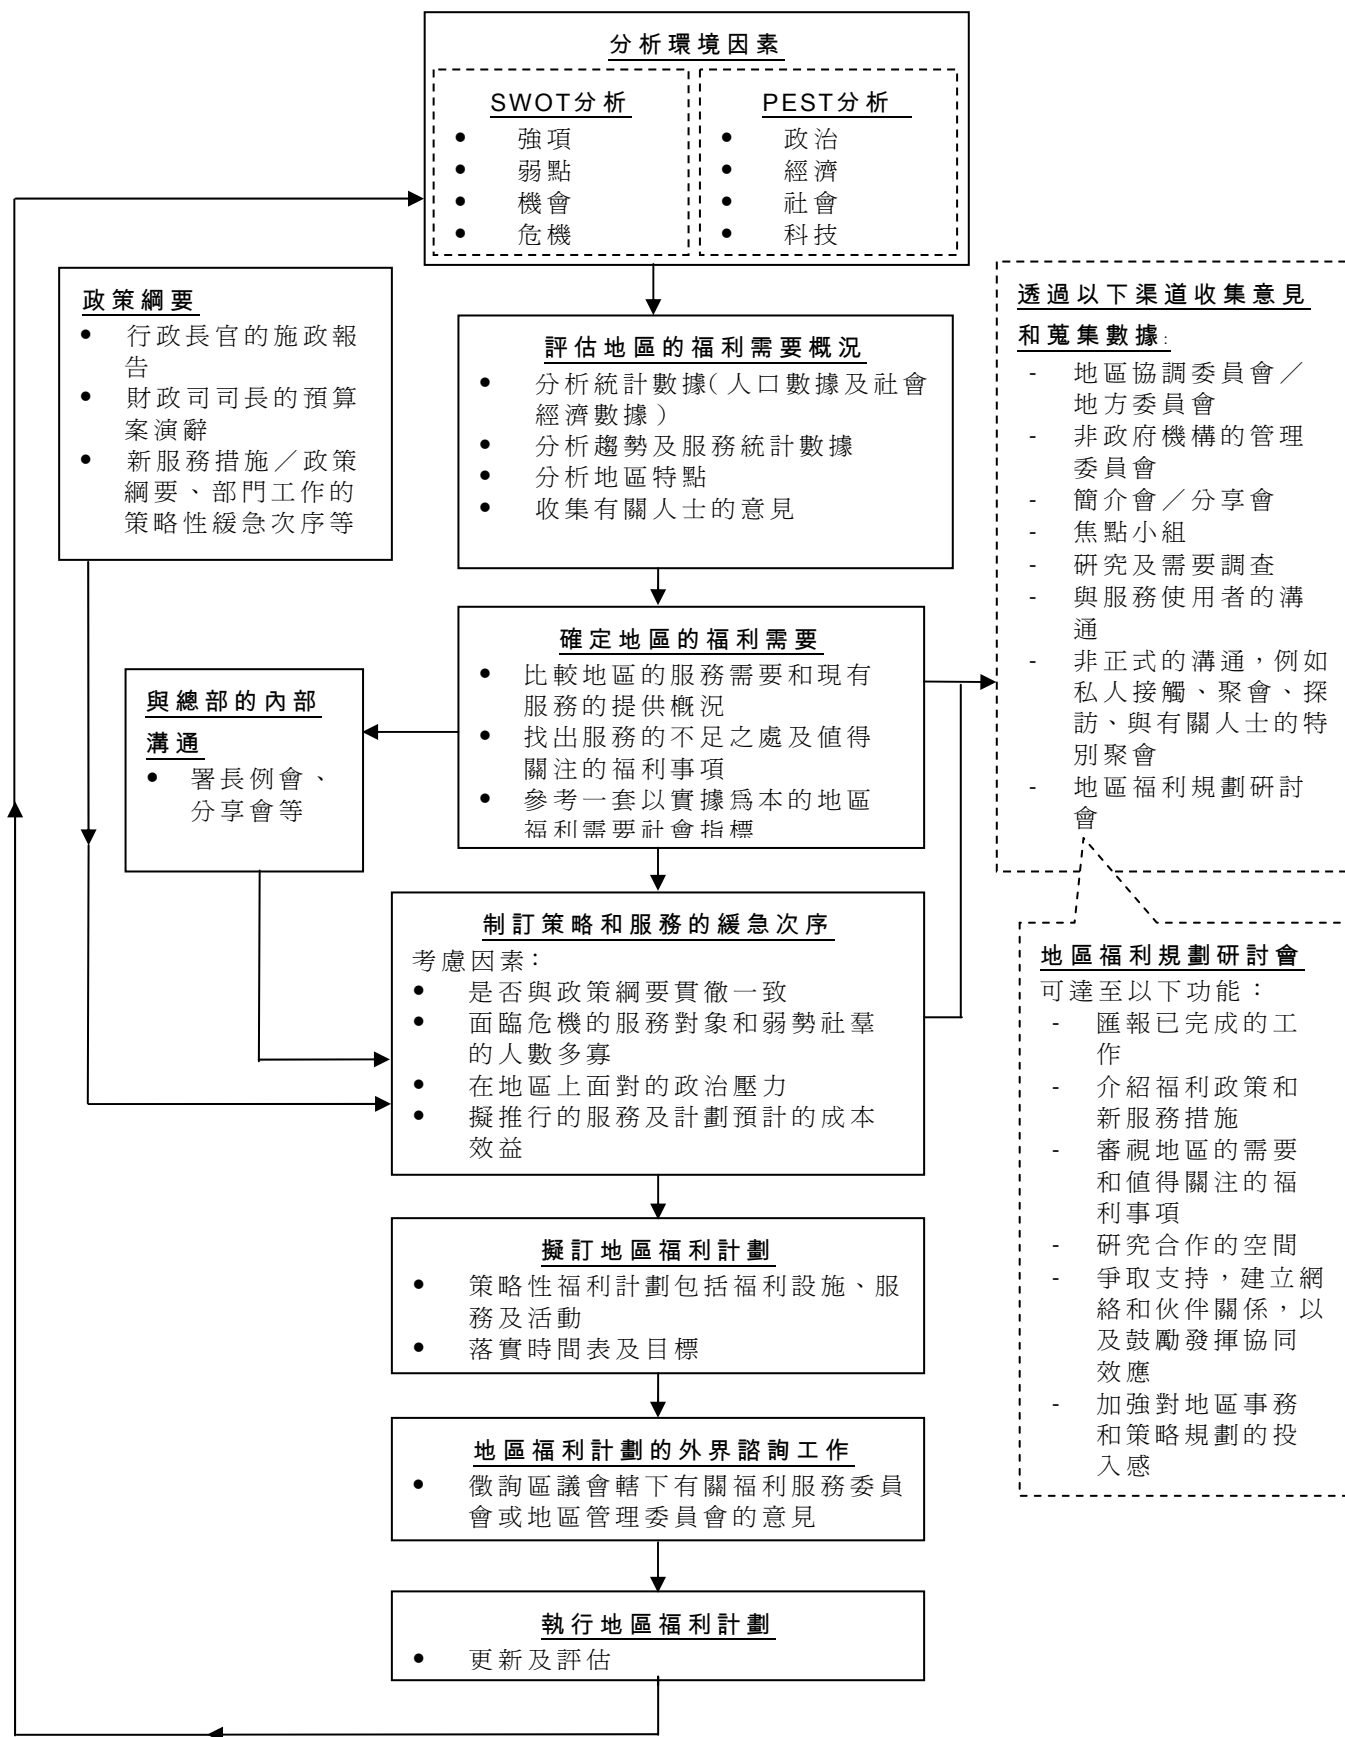 分析環境因素
SWOT分析
● 強項
● 弱點
● 機會
● 危機
PEST分析
● 政治
● 經濟
● 社會
● 科技
政策綱要
● 行政長官的施政報
告
● 財政司司長的預算
案演辭
● 新服務措施／政策
綱要、部門工作的
策略性緩急次序等
評估地區的福利需要概況
● 分析統計數據（人口數據及社會
經濟數據）
● 分析趨勢及服務統計數據
● 分析地區特點
● 收集有關人士的意見
透過以下渠道收集意見
和蒐集數據:
- 地區協調委員會／
地方委員會
- 非政府機構的管理
委員會
- 簡介會／分享會
- 焦點小組
- 研究及需要調查
- 與服務使用者的溝
通
- 非正式的溝通，例如
私人接觸、聚會、探
訪、與有關人士的特
別聚會
- 地區福利規劃研討
會
確定地區的福利需要
● 比較地區的服務需要和現有
服務的提供概況
● 找出服務的不足之處及值得
關注的福利事項
● 參考一套以實據為本的地區
福利需要社會指標
與總部的內部
溝通
● 署長例會、
分享會等
制訂策略和服務的緩急次序
考慮因素：
● 是否與政策綱要貫徹一致
● 面臨危機的服務對象和弱勢社羣
的人數多寡
● 在地區上面對的政治壓力
● 擬推行的服務及計劃預計的成本
效益
地區福利規劃研討會
可達至以下功能：
- 匯報已完成的工
作
- 介紹福利政策和
新服務措施
- 審視地區的需要
和值得關注的福
利事項
- 研究合作的空間
- 爭取支持，建立網
絡和伙伴關係，以
及鼓勵發揮協同
效應
- 加強對地區事務
和策略規劃的投
入感
擬訂地區福利計劃
● 策略性福利計劃包括福利設施、服
務及活動
● 落實時間表及目標
地區福利計劃的外界諮詢工作
● 徵詢區議會轄下有關福利服務委員
會或地區管理委員會的意見
執行地區福利計劃
● 更新及評估